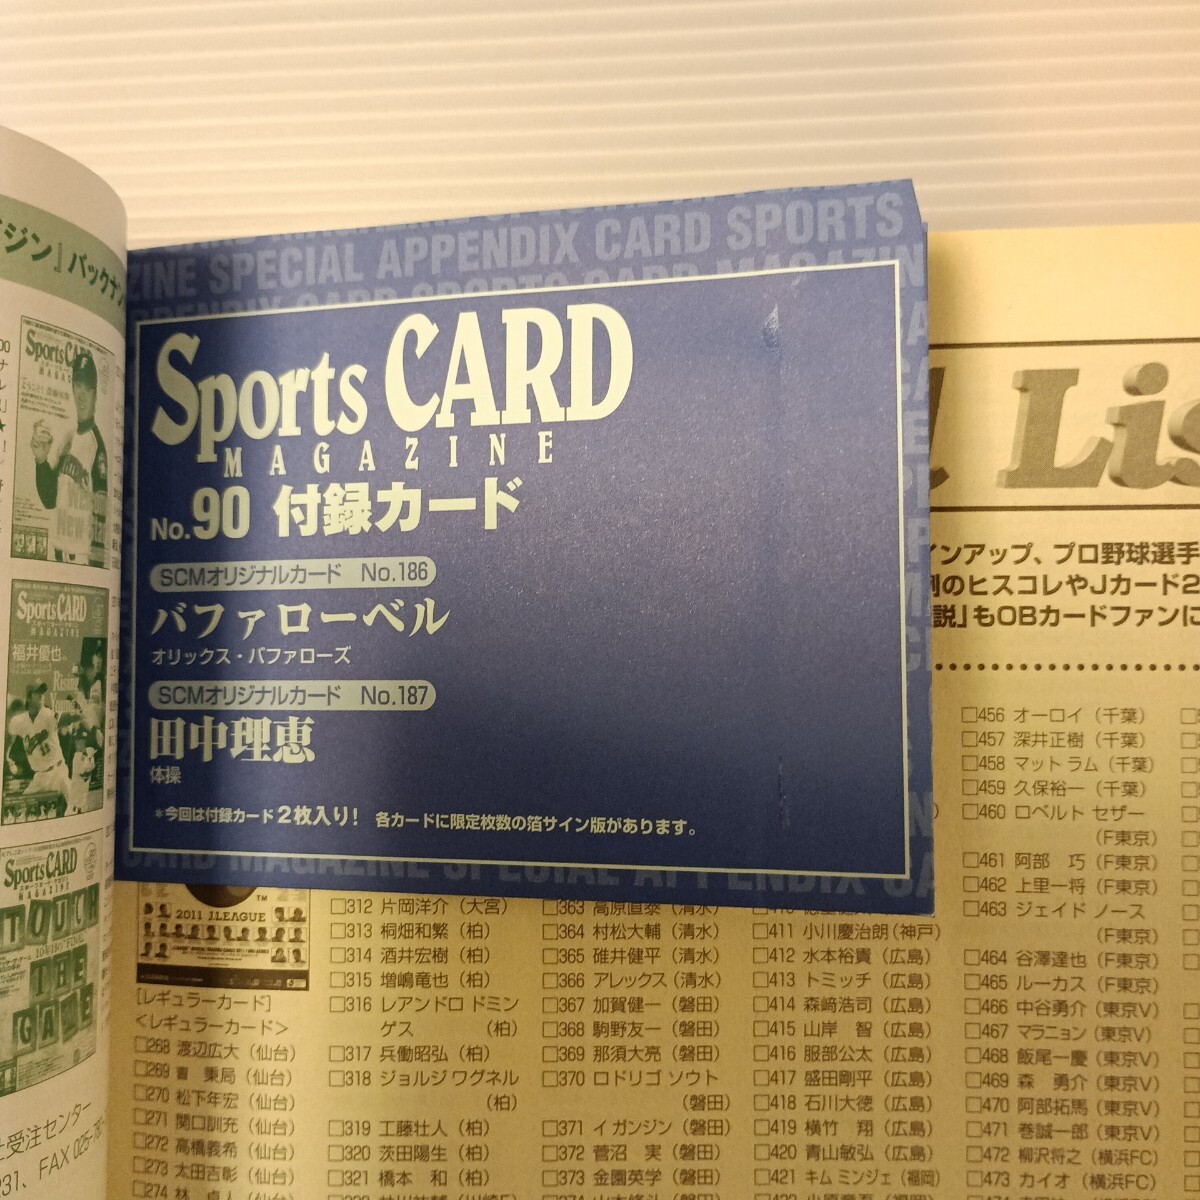 ジン』バックナン
Sports CARD
Sports CARD
MAGAZINE
福井優也
Sports CARD
MAGAZINE
TOUCH
THE
GAME
受注センター
ZINE SPECIAL APPENDIX CARD SPORTS
Sports CARD
MAGAZINE
No.90 付録カード
SCMオリジナルカード No.186
バファローベル
オリックス・バファローズ
SCMオリジナルカード No.187
田中理恵
体操
*今回は付録カード2枚入り! 各カードに限定枚数の箔サイン版があります。
CARD MAGAZINE SPECIAL APPENDIX CA
Lis
インアップ、プロ野球選手
別のヒスコレやJカード2
説」もOBカードファンに
2011 J.LEAGUE
[レギュラーカード]
<レギュラーカード>
□268 渡辺広大(仙台)
□270 松下年宏(仙台)
□271 関口訓充(仙台)
□272 高橋義希(仙台)
□273 太田吉彰(仙台)
□312 片岡洋介(大宮)
□313 桐畑和繁(柏)
□314 酒井宏樹(柏)
□315 増嶋竜也(柏)
□316 レアンドロ ドミン
ゲス (柏)
□317 兵働昭弘(柏)
□318 ジョルジ ワグネル
(柏)
□319 工藤壮人(柏)
□320 茨田陽生(柏)
□321 橋本 和(柏)
□363 高原直泰(清水)
□364 村松大輔(清水)
□365 碓井健平(清水)
□366 アレックス(清水)
□367 加賀健一(磐田)
□368 駒野友一(磐田)
□369 那須大亮(磐田)
□370 ロドリゴ ソウト
(磐田)
□371 イ ガンジン(磐田)
□372 菅沼 実(磐田)
□373 金園英学(磐田)
□411 小川慶治朗(神戸)
□412 水本裕貴(広島)
□413 トミッチ(広島)
□414 森﨑浩司(広島)
□415 山岸 智(広島)
□416 服部公太(広島)
□417 盛田剛平(広島)
□418 石川大徳(広島)
□419 横竹 翔(広島)
□420 青山敏弘(広島)
□421 キム ミンジェ(福岡)
□456 オーロイ(千葉)
□457 深井正樹(千葉)
□458 マット ラム(千葉)
□459 久保裕一(千葉)
□460 ロベルト セザー
(F東京)
□461 阿部 巧(F東京)
□462 上里一将(F東京)
□463 ジェイド ノース
(F東京)
□464 谷澤達也(F東京)
□465 ルーカス(F東京)
□466 中谷勇介(東京V)
□467 マラニョン(東京V)
□468 飯尾一慶(東京V)
□469 森 勇介(東京V)
□470 阿部拓馬(東京V)
□471 巻誠一郎(東京V)
□472 柳沢将之(横浜FC)
□473 カイオ(横浜FC)